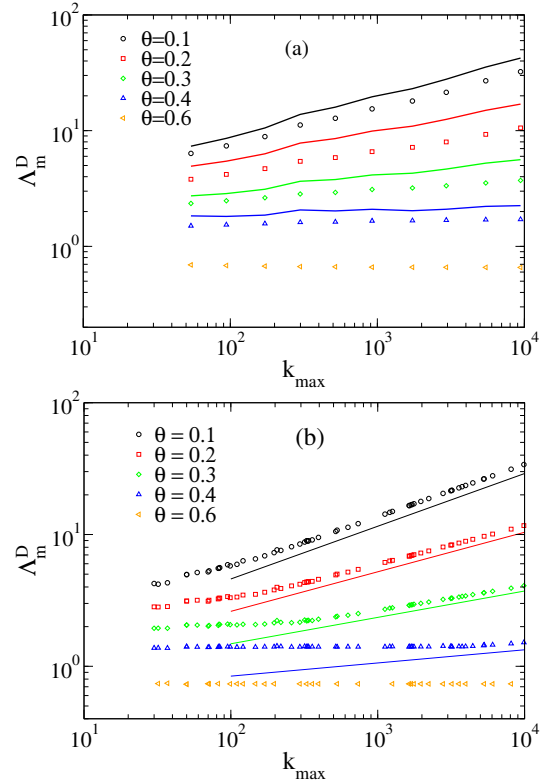 10^2
(a)
θ=0.1
θ=0.2
θ=0.3
θ=0.4
θ=0.6
10^1
Λ_m^D
10^0
10^1 10^2 10^3 10^4
k_max
10^2
(b)
θ = 0.1
θ = 0.2
θ = 0.3
θ = 0.4
θ = 0.6
10^1
Λ_m^D
10^0
10^1 10^2 10^3 10^4
k_max